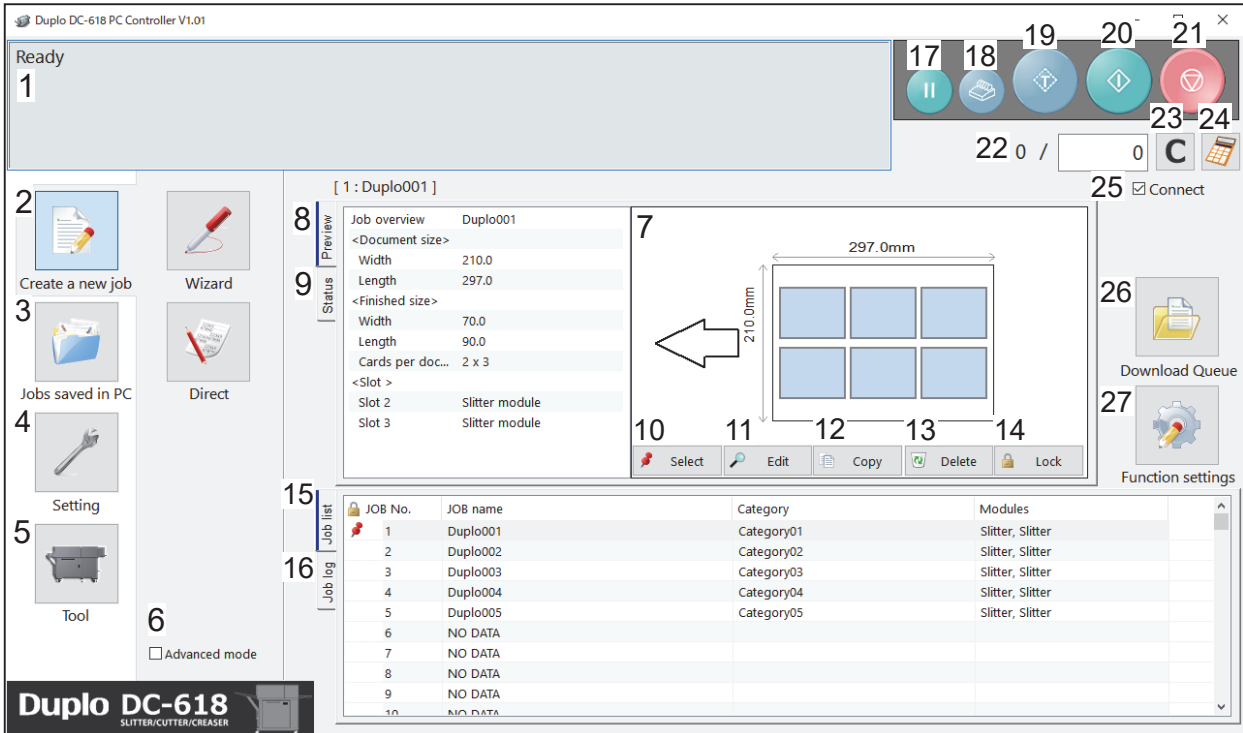 Duplo DC-618 PC Controller V1.01
Ready
1
17
18
19
20
21
T
22 0 / 0
23
C
24
25
Connect
2
Create a new job
Wizard
3
Jobs saved in PC
Direct
4
Setting
5
Tool
6
Advanced mode
Duplo DC-618
SLITTER/CUTTER/CREASER
[ 1 : Duplo001 ]
8
Preview
9
Status
Job overview Duplo001
<Document size>
Width 210.0
Length 297.0
<Finished size>
Width 70.0
Length 90.0
Cards per doc... 2 x 3
<Slot >
Slot 2 Slitter module
Slot 3 Slitter module
7
297.0mm
210.0mm
10
Select
11
Edit
12
Copy
13
Delete
14
Lock
26
Download Queue
27
Function settings
15
Job list
16
Job log
JOB No. JOB name Category Modules
1 Duplo001 Category01 Slitter, Slitter
2 Duplo002 Category02 Slitter, Slitter
3 Duplo003 Category03 Slitter, Slitter
4 Duplo004 Category04 Slitter, Slitter
5 Duplo005 Category05 Slitter, Slitter
6 NO DATA
7 NO DATA
8 NO DATA
9 NO DATA
10 NO DATA